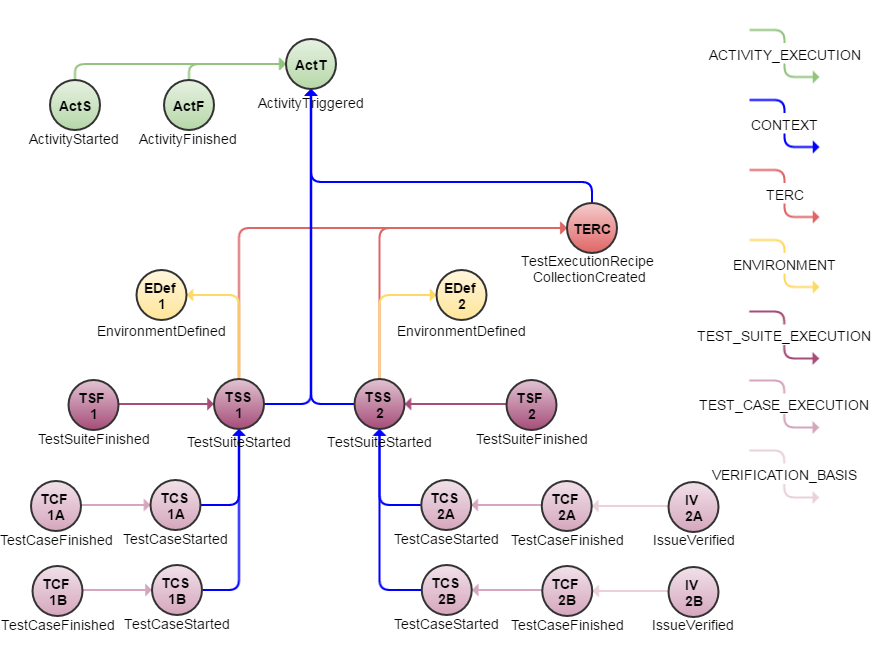 ActT
ActivityTriggered
ActS
ActivityStarted
ActF
ActivityFinished
ACTIVITY_EXECUTION
CONTEXT
TERC
ENVIRONMENT
TEST_SUITE_EXECUTION
TEST_CASE_EXECUTION
VERIFICATION_BASIS
TERC
TestExecutionRecipe
CollectionCreated
EDef
1
EnvironmentDefined
EDef
2
EnvironmentDefined
TSF
1
TestSuiteFinished
TSS
1
TestSuiteStarted
TSS
2
TestSuiteStarted
TSF
2
TestSuiteFinished
TCF
1A
TestCaseFinished
TCS
1A
TestCaseStarted
TCS
2A
TestCaseStarted
TCF
2A
TestCaseFinished
IV
2A
IssueVerified
TCF
1B
TestCaseFinished
TCS
1B
TestCaseStarted
TCS
2B
TestCaseStarted
TCF
2B
TestCaseFinished
IV
2B
IssueVerified